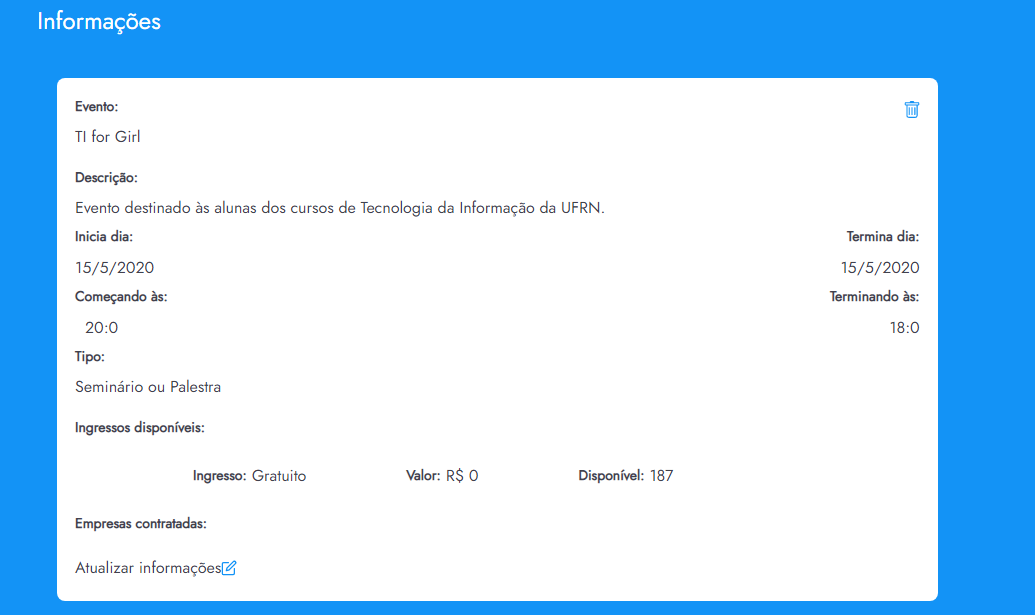 Informações
Evento:
TI for Girl
Descrição:
Evento destinado às alunas dos cursos de Tecnologia da Informação da UFRN.
Inicia dia: Termina dia:
15/5/2020 15/5/2020
Começando às: Terminando às:
20:0 18:0
Tipo:
Seminário ou Palestra
Ingressos disponíveis:
Ingresso: Gratuito Valor: R$ 0 Disponível: 187
Empresas contratadas:
Atualizar informações